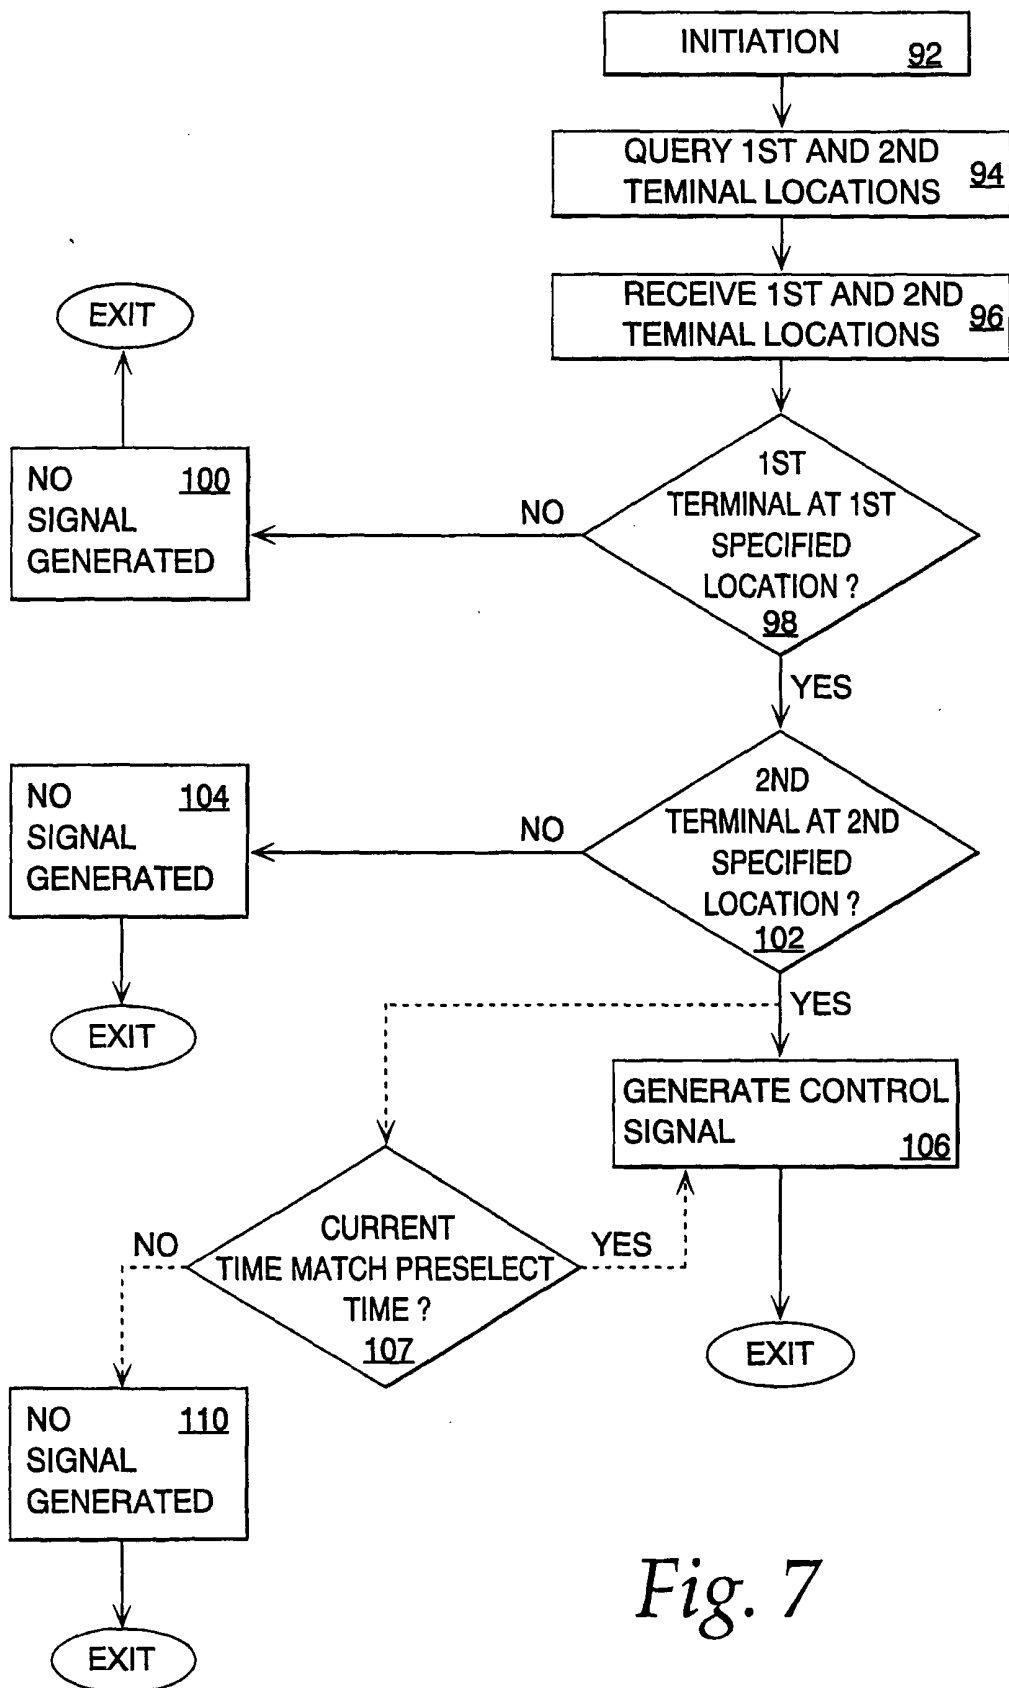 INITIATION 92
QUERY 1ST AND 2ND
TEMINAL LOCATIONS 94
RECEIVE 1ST AND 2ND
TEMINAL LOCATIONS 96
EXIT
1ST
TERMINAL AT 1ST
SPECIFIED
LOCATION ?
98
NO
NO 100
SIGNAL
GENERATED
YES
2ND
TERMINAL AT 2ND
SPECIFIED
LOCATION ?
102
NO
NO 104
SIGNAL
GENERATED
EXIT
YES
GENERATE CONTROL
SIGNAL 106
CURRENT
TIME MATCH PRESELECT
TIME ?
107
NO
YES
EXIT
NO 110
SIGNAL
GENERATED
EXIT
Fig. 7